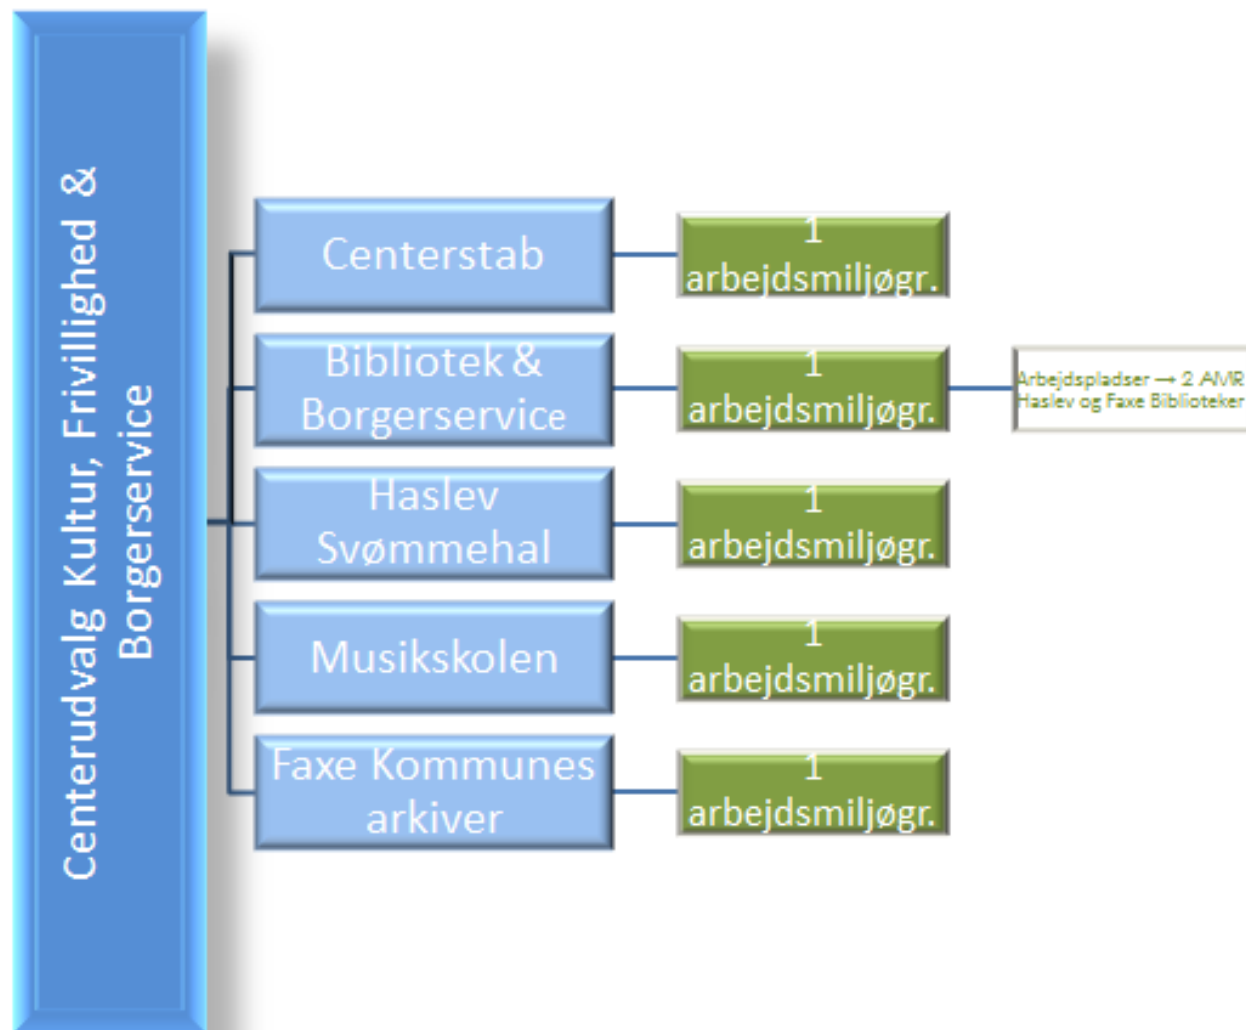 Centerudvalg Kultur, Frivillighed &
Borgerservice
Centerstab
1
arbejdsmiljøgr.
Bibliotek &
Borgerservice
1
arbejdsmiljøgr.
Arbejdspladser → 2 AMR
Haslev og Faxe Biblioteker
Haslev
Svømmehal
1
arbejdsmiljøgr.
Musikskolen
1
arbejdsmiljøgr.
Faxe Kommunes
arkiver
1
arbejdsmiljøgr.